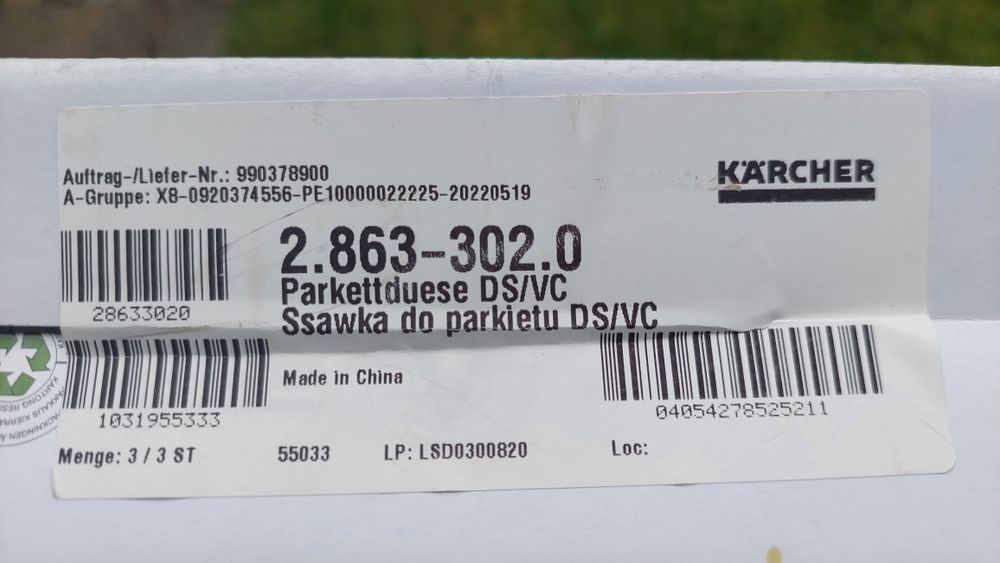 Auftrag-/Liefer-Nr.: 990378900
A-Gruppe: X8-0920374556-PE10000022225-20220519
KÄRCHER
2.863-302.0
Parkettduese DS/VC
Ssawka do parkietu DS/VC
28633020
Made in China
1031955333
04054278525211
Menge: 3 / 3 ST
55033
LP: LSD0300820
Loc: